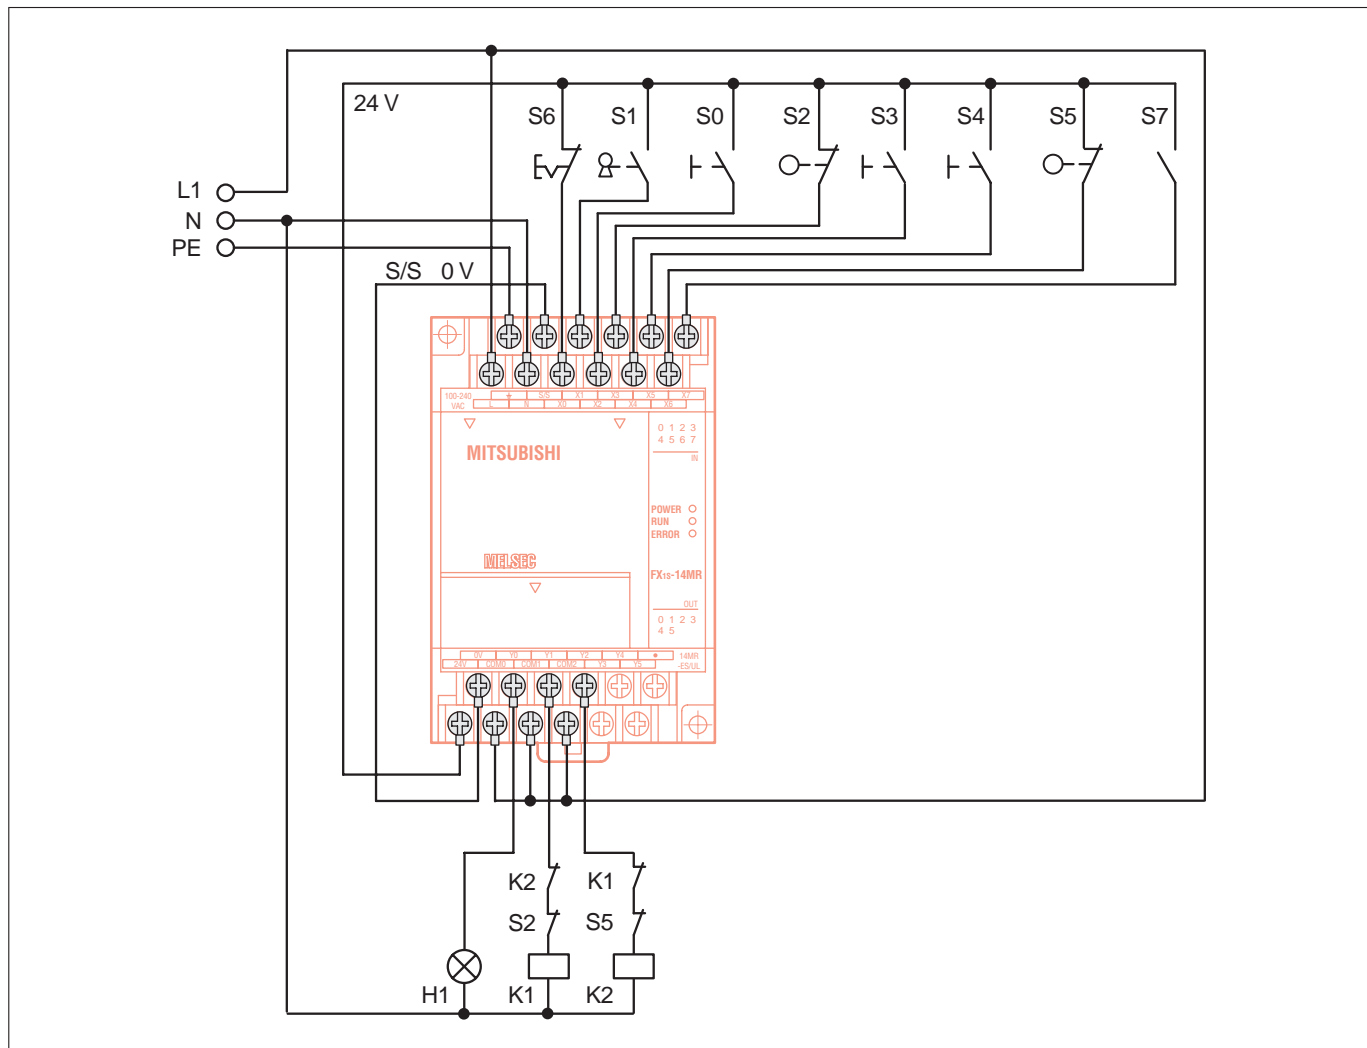 24 V
S6 S1 S0 S2 S3 S4 S5 S7
L1
N
PE
S/S 0 V
100-240 VAC
S/S X1 X3 X5 X7
L N X0 X2 X4 X6
0 1 2 3
4 5 6 7
IN
MITSUBISHI
POWER
RUN
ERROR
MELSEC
FX1S-14MR
OUT
0 1 2 3
4 5
0V Y0 Y1 Y2 Y4
24V COM0 COM1 COM2 Y3 Y5
14MR
-ES/UL
K2 K1
S2 S5
H1 K1 K2